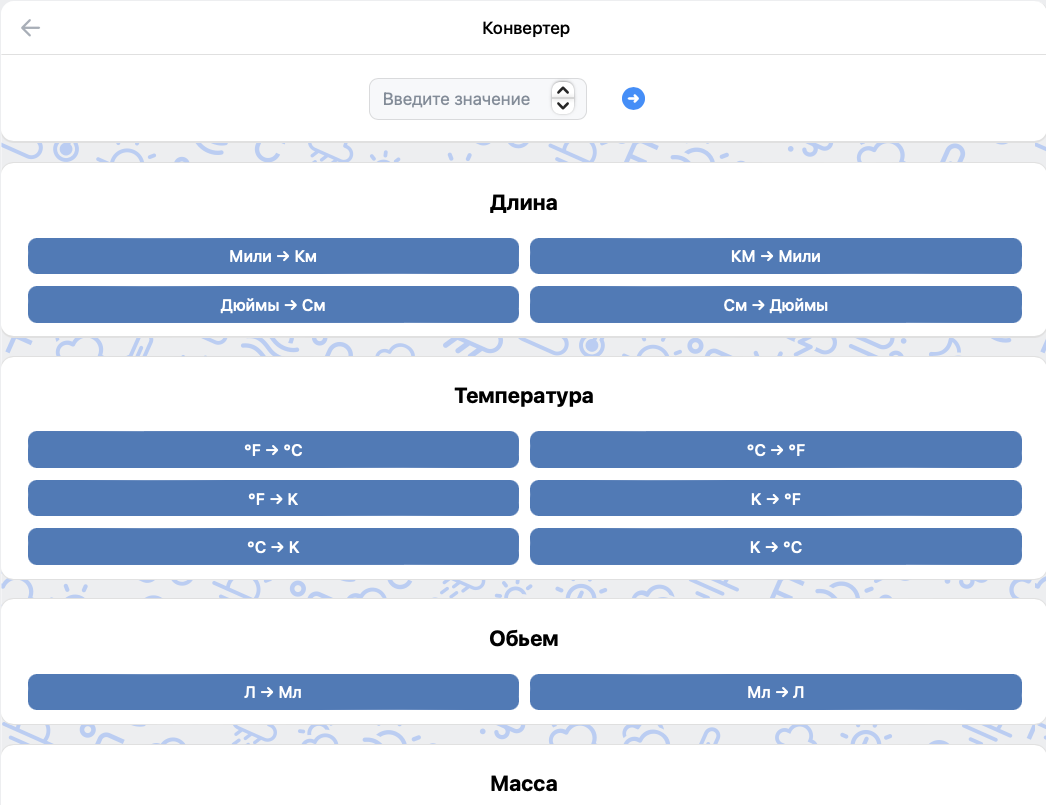 Конвертер
Введите значение
Длина
Мили → Км
КМ → Мили
Дюймы → См
См → Дюймы
Температура
°F → °C
°C → °F
°F → K
K → °F
°C → K
K → °C
Обьем
Л → Мл
Мл → Л
Масса